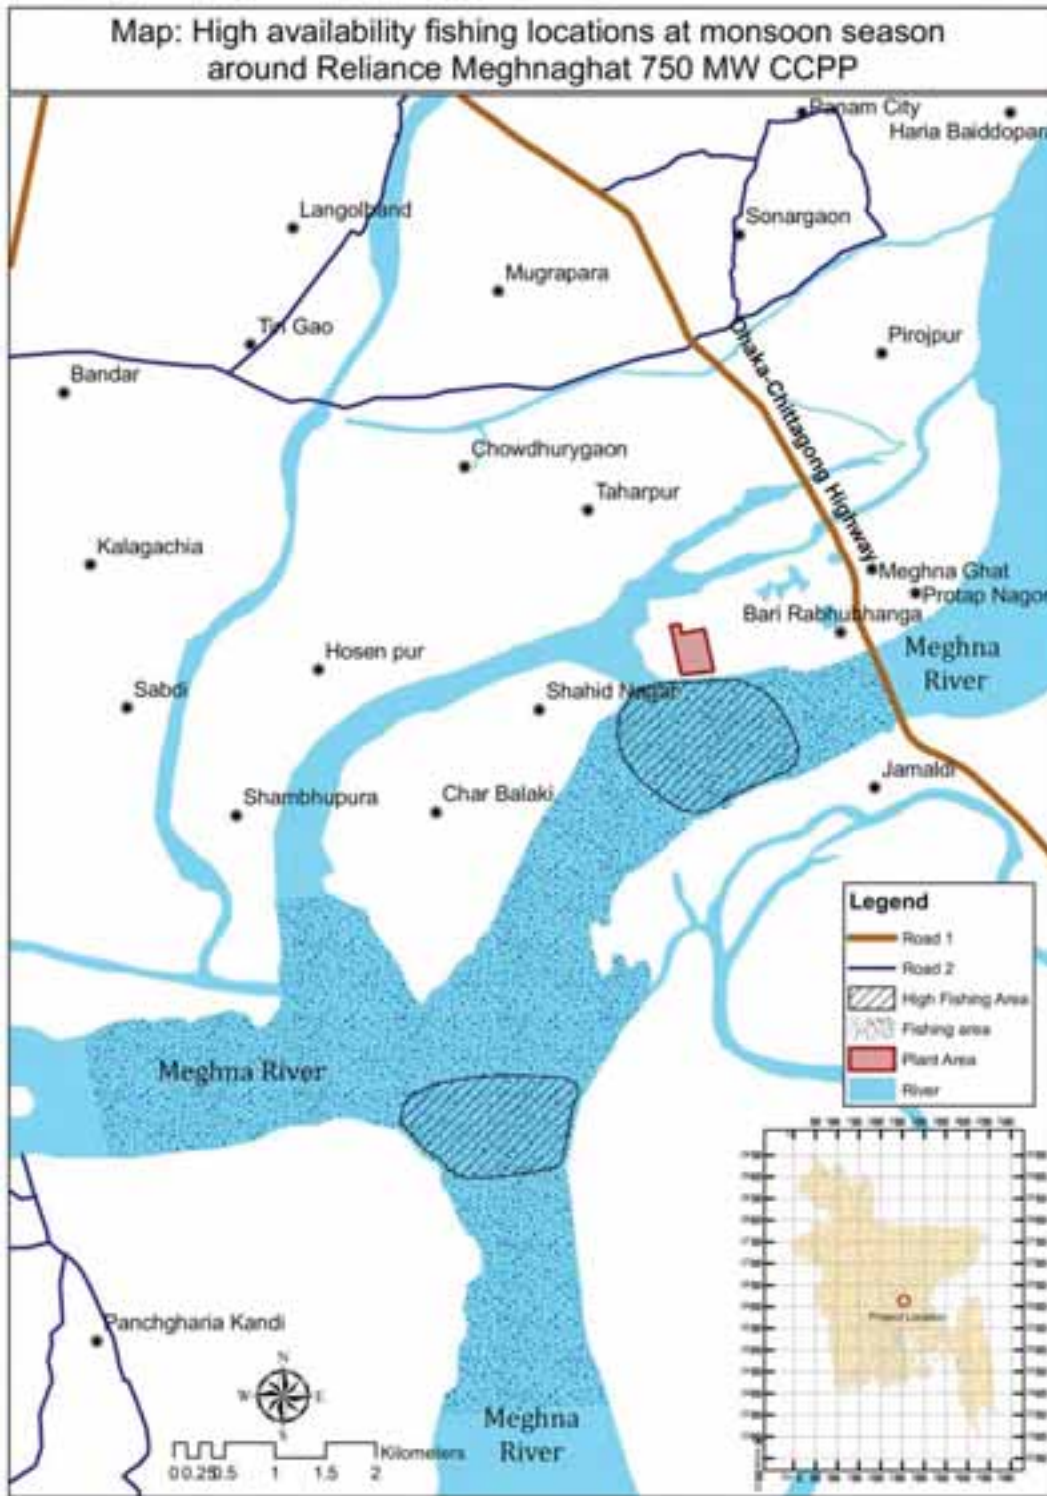 Map: High availability fishing locations at monsoon season
around Reliance Meghnaghat 750 MW CCPP
Panam City
Haria Baiddopar
Langolband
Sonargaon
Mugrapara
Tin Gao
Pirojpur
Bandar
Dhaka-Chittagong Highway
Chowdhurygaon
Taharpur
Kalagachia
Meghna Ghat
Protap Nagor
Bari Rabhubhanga
Hosen pur
Meghna
River
Sabdi
Shahid Nagar
Jamaldi
Shambhupura
Char Balaki
Legend
Road 1
Road 2
High Fishing Area
Fishing area
Plant Area
River
Meghna River
Project Location
Panchgharia Kandi
N
W
E
S
Kilometers
0 0.25 0.5 1 1.5 2
Meghna
River